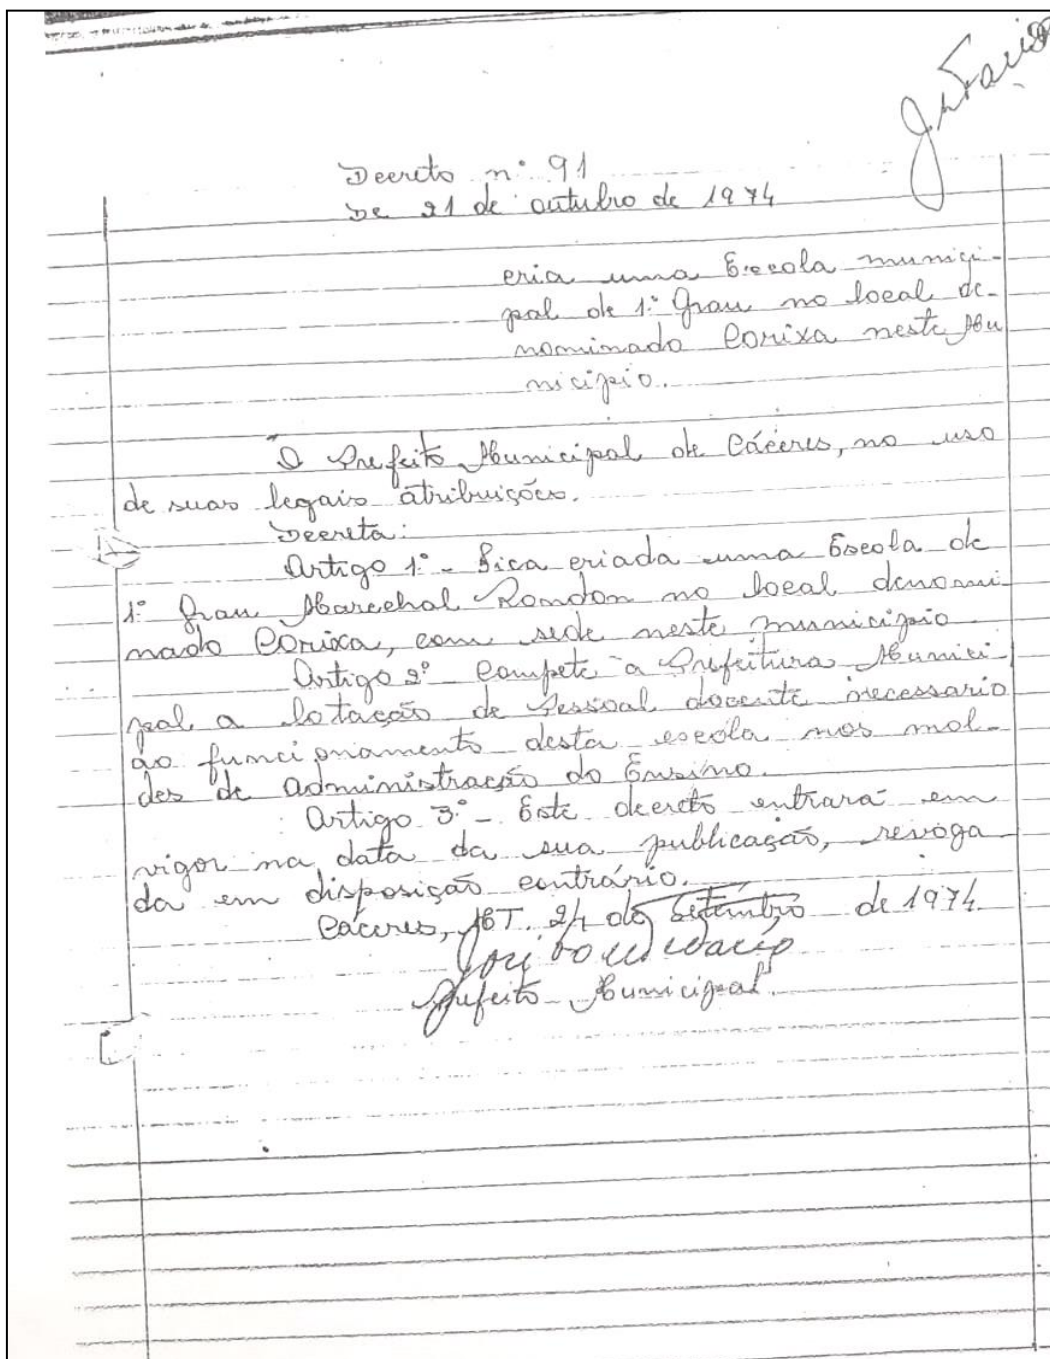 Decreto nº 91
De 21 de outubro de 1974
cria uma Escola munici-
pal de 1º Grau no local de-
nominado Corixa neste Mu
nicipio.
O Prefeito Municipal de Cáceres, no uso
de suas legais atribuições.
Decreta:
Artigo 1º - Fica criada uma Escola de
1º Grau Marechal Rondon no local denomi
nado Corixa, com sede neste município
Artigo 2º Compete a Prefeitura Munici
pal a lotação de Pessoal docente necessario
ao funcionamento desta escola nos mol-
des de Administração do Ensino.
Artigo 3º - Este decreto entrará em
vigor na data da sua publicação, revoga
da em disposição contrário.
Cáceres, MT. 21 de Setembro de 1974
Prefeito Municipal